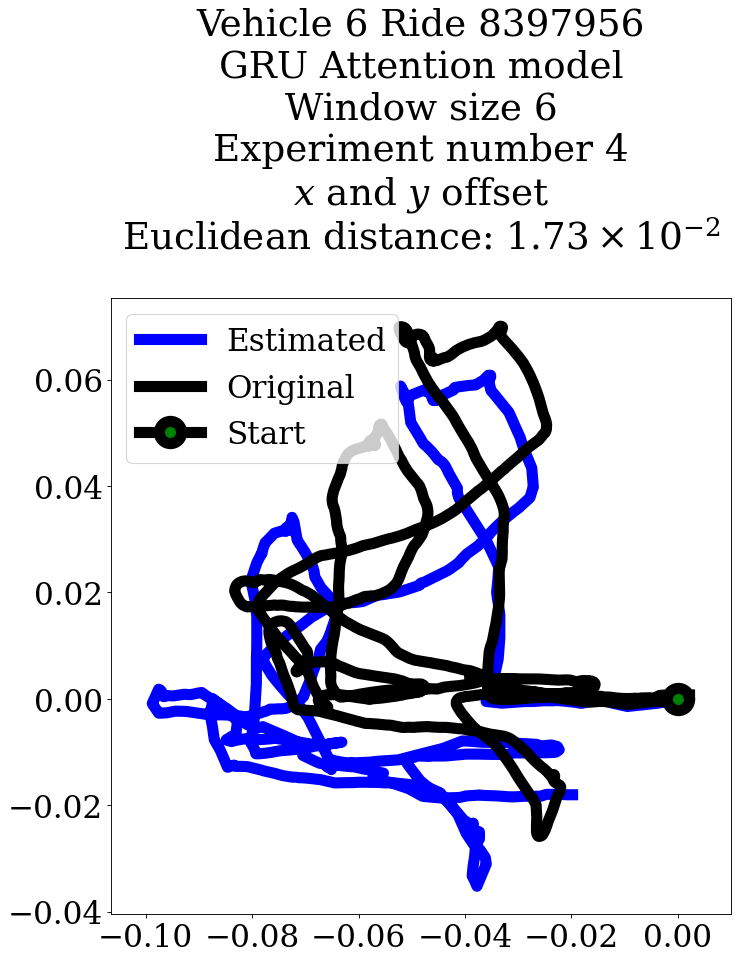 Vehicle 6 Ride 8397956
GRU Attention model
Window size 6
Experiment number 4
x and y offset
Euclidean distance: 1.73 × 10⁻²
Estimated
Original
Start
0.06
0.04
0.02
0.00
−0.02
−0.04
−0.10 −0.08 −0.06 −0.04 −0.02 0.00